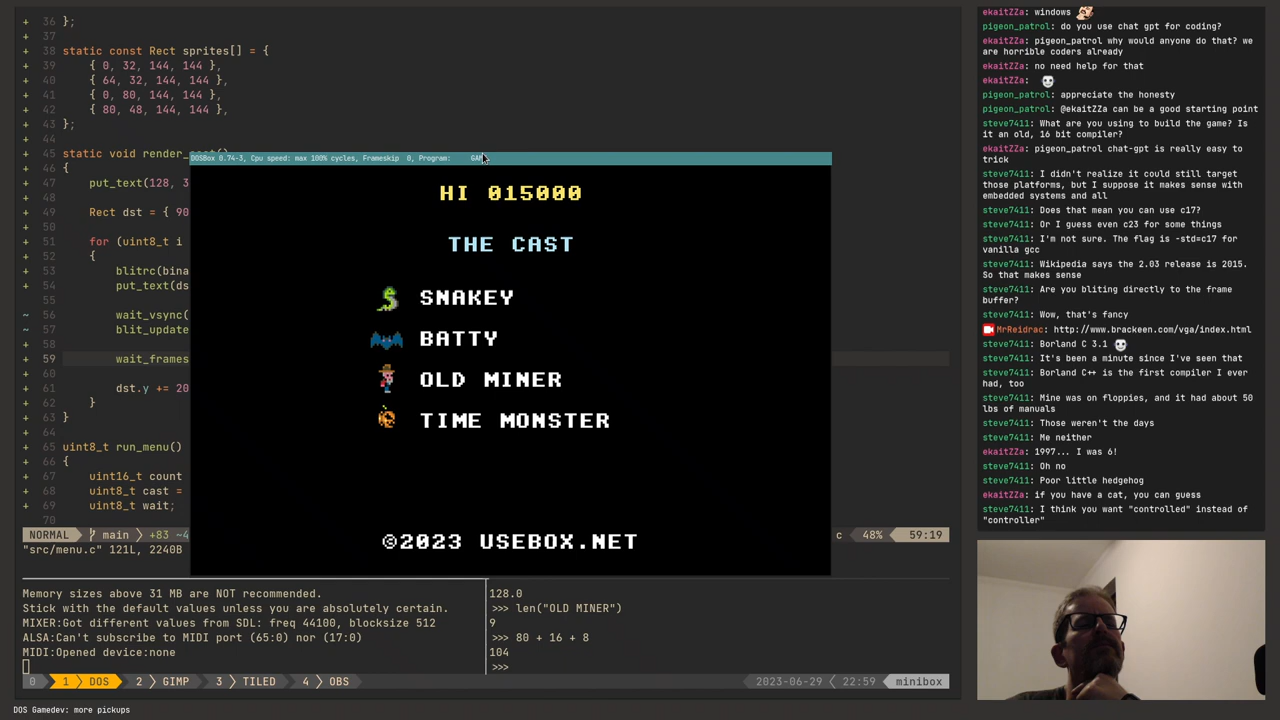 + 36 };
+ 37
+ 38 static const Rect sprites[] = {
+ 39 { 0, 32, 144, 144 },
+ 40 { 64, 32, 144, 144 },
+ 41 { 0, 80, 144, 144 },
+ 42 { 80, 48, 144, 144 },
+ 43 };
+ 44
+ 45 static void
+ 46 {
+ 47 put_text(128, 3
+ 48
+ 49 Rect dst = { 90
+ 50
+ 51 for (uint8_t i
+ 52 {
+ 53 blitrc(bina
+ 54 put_text(ds
55
~ 56 wait_vsync(
~ 57 blit_update
58
59 wait_frames
60
+ 61 dst.y += 20
+ 62 }
+ 63 }
+ 64
+ 65 uint8_t run_menu()
+ 66 {
+ 67 uint16_t count
+ 68 uint8_t cast =
+ 69 uint8_t wait;
70
NORMAL main +83 ~4 c 48% 59:19
"src/menu.c" 121L, 2240B
DOSBox 0.74-3, Cpu speed: max 100% cycles, Frameskip 0, Program:
HI 015000
THE CAST
SNAKEY
BATTY
OLD MINER
TIME MONSTER
©2023 USEBOX.NET
Memory sizes above 31 MB are NOT recommended.
Stick with the default values unless you are absolutely certain.
MIXER:Got different values from SDL: freq 44100, blocksize 512
ALSA:Can't subscribe to MIDI port (65:0) nor (17:0)
MIDI:Opened device:none
128.0
>>> len("OLD MINER")
9
>>> 80 + 16 + 8
104
>>>
0 1 DOS 2 GIMP 3 TILED 4 OBS 2023-06-29 22:59 minibox
DOS Gamedev: more pickups
ekaitZZa: windows
pigeon_patrol: do you use chat gpt for coding?
ekaitZZa: pigeon_patrol why would anyone do that? we
are horrible coders already
ekaitZZa: no need help for that
ekaitZZa:
pigeon_patrol: appreciate the honesty
pigeon_patrol: @ekaitZZa can be a good starting point
steve7411: What are you using to build the game? Is
it an old, 16 bit compiler?
ekaitZZa: pigeon_patrol chat-gpt is really easy to
trick
steve7411: I didn't realize it could still target
those platforms, but I suppose it makes sense with
embedded systems and all
steve7411: Does that mean you can use c17?
steve7411: Or I guess even c23 for some things
steve7411: I'm not sure. The flag is -std=c17 for
vanilla gcc
steve7411: Wikipedia says the 2.03 release is 2015.
So that makes sense
steve7411: Are you bliting directly to the frame
buffer?
steve7411: Wow, that's fancy
MrReidrac: http://www.brackeen.com/vga/index.html
steve7411: Borland C 3.1
steve7411: It's been a minute since I've seen that
steve7411: Borland C++ is the first compiler I ever
had, too
steve7411: Mine was on floppies, and it had about 50
lbs of manuals
steve7411: Those weren't the days
steve7411: Me neither
ekaitZZa: 1997... I was 6!
steve7411: Oh no
steve7411: Poor little hedgehog
ekaitZZa: if you have a cat, you can guess
steve7411: I think you want "controlled" instead of
"controller"